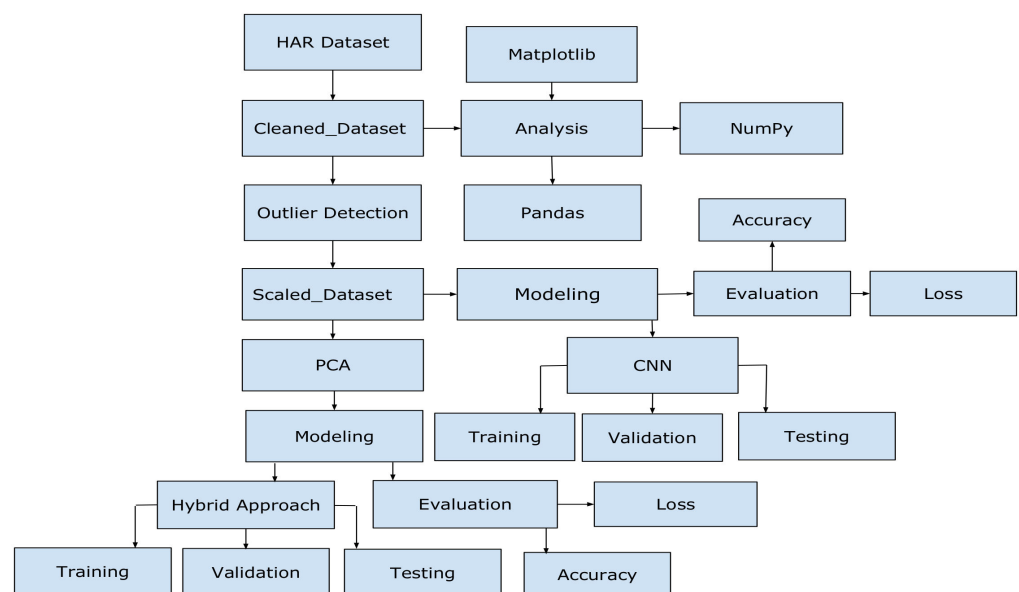 HAR Dataset
Matplotlib
Cleaned_Dataset
Analysis
NumPy
Outlier Detection
Pandas
Accuracy
Scaled_Dataset
Modeling
Evaluation
Loss
PCA
CNN
Modeling
Training
Validation
Testing
Hybrid Approach
Evaluation
Loss
Training
Validation
Testing
Accuracy